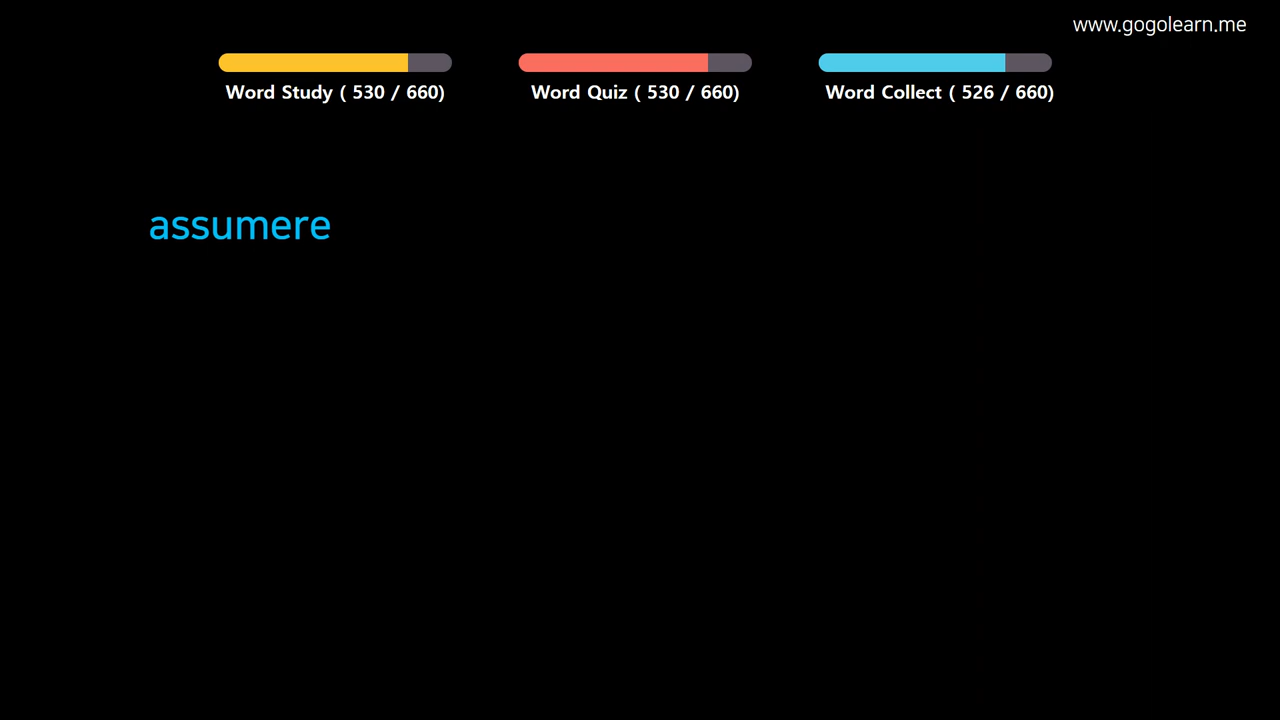 www.gogolearn.me
Word Study ( 530 / 660)
Word Quiz ( 530 / 660)
Word Collect ( 526 / 660)
assumere